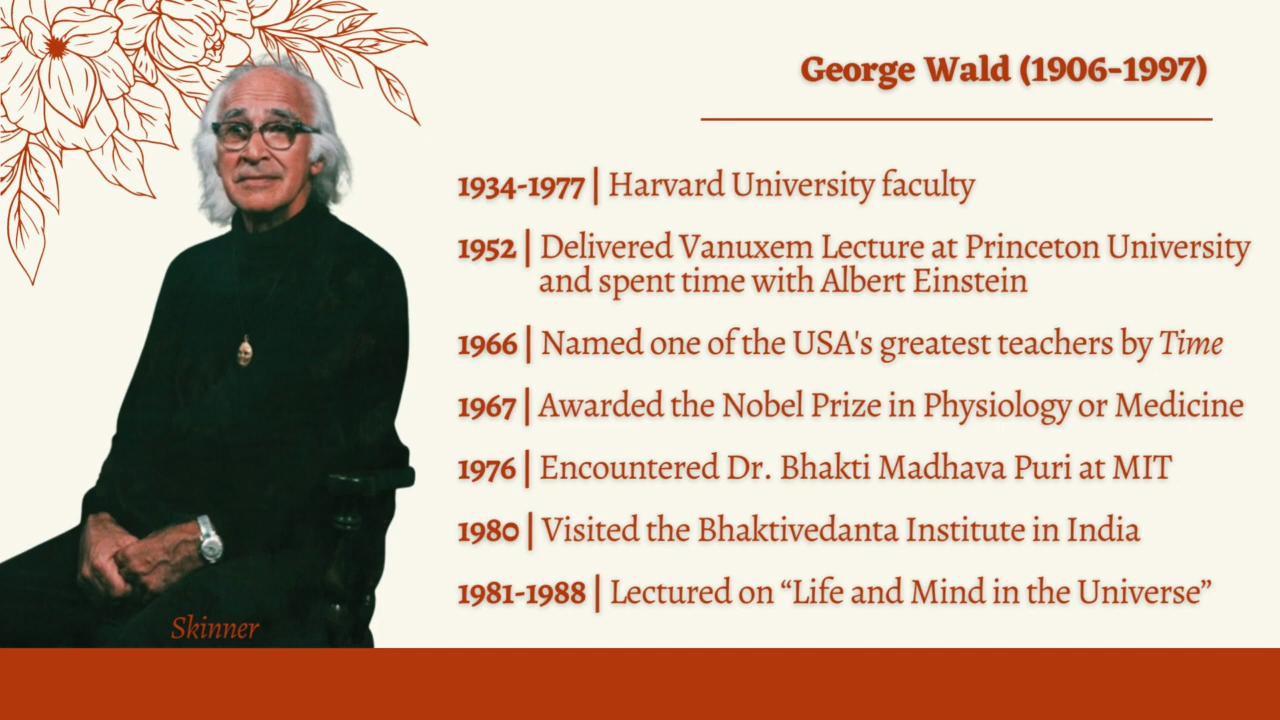 George Wald (1906-1997)
1934-1977 | Harvard University faculty
1952 | Delivered Vanuxem Lecture at Princeton University
and spent time with Albert Einstein
1966 | Named one of the USA's greatest teachers by Time
1967 | Awarded the Nobel Prize in Physiology or Medicine
1976 | Encountered Dr. Bhakti Madhava Puri at MIT
1980 | Visited the Bhaktivedanta Institute in India
1981-1988 | Lectured on “Life and Mind in the Universe”
Skinner